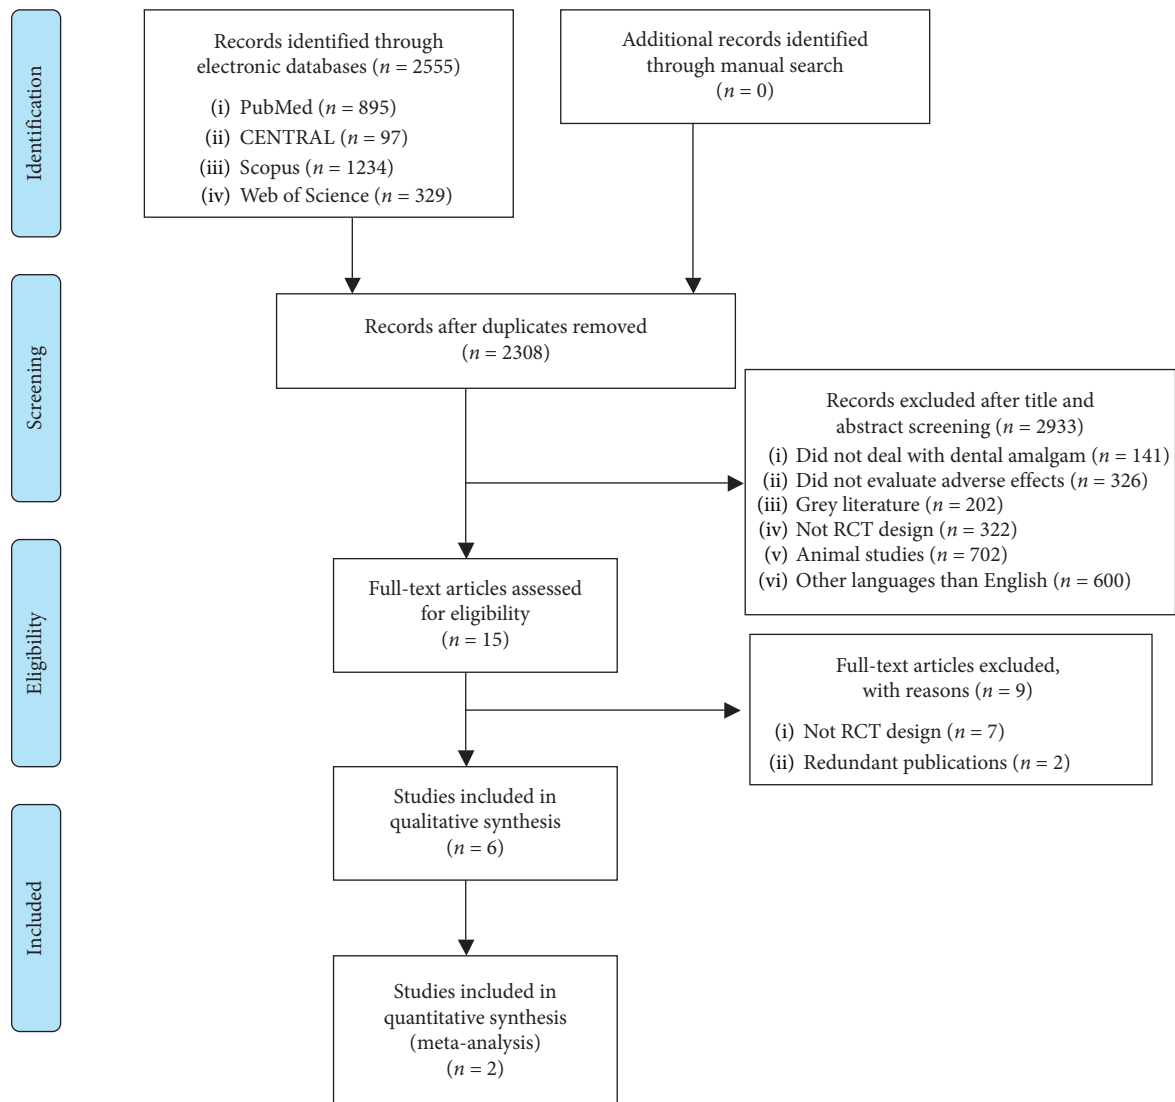 Identification
Records identified through
electronic databases (n = 2555)
(i) PubMed (n = 895)
(ii) CENTRAL (n = 97)
(iii) Scopus (n = 1234)
(iv) Web of Science (n = 329)
Additional records identified
through manual search
(n = 0)
Screening
Records after duplicates removed
(n = 2308)
Records excluded after title and
abstract screening (n = 2933)
(i) Did not deal with dental amalgam (n = 141)
(ii) Did not evaluate adverse effects (n = 326)
(iii) Grey literature (n = 202)
(iv) Not RCT design (n = 322)
(v) Animal studies (n = 702)
(vi) Other languages than English (n = 600)
Eligibility
Full-text articles assessed
for eligibility
(n = 15)
Full-text articles excluded,
with reasons (n = 9)
(i) Not RCT design (n = 7)
(ii) Redundant publications (n = 2)
Studies included in
qualitative synthesis
(n = 6)
Included
Studies included in
quantitative synthesis
(meta-analysis)
(n = 2)